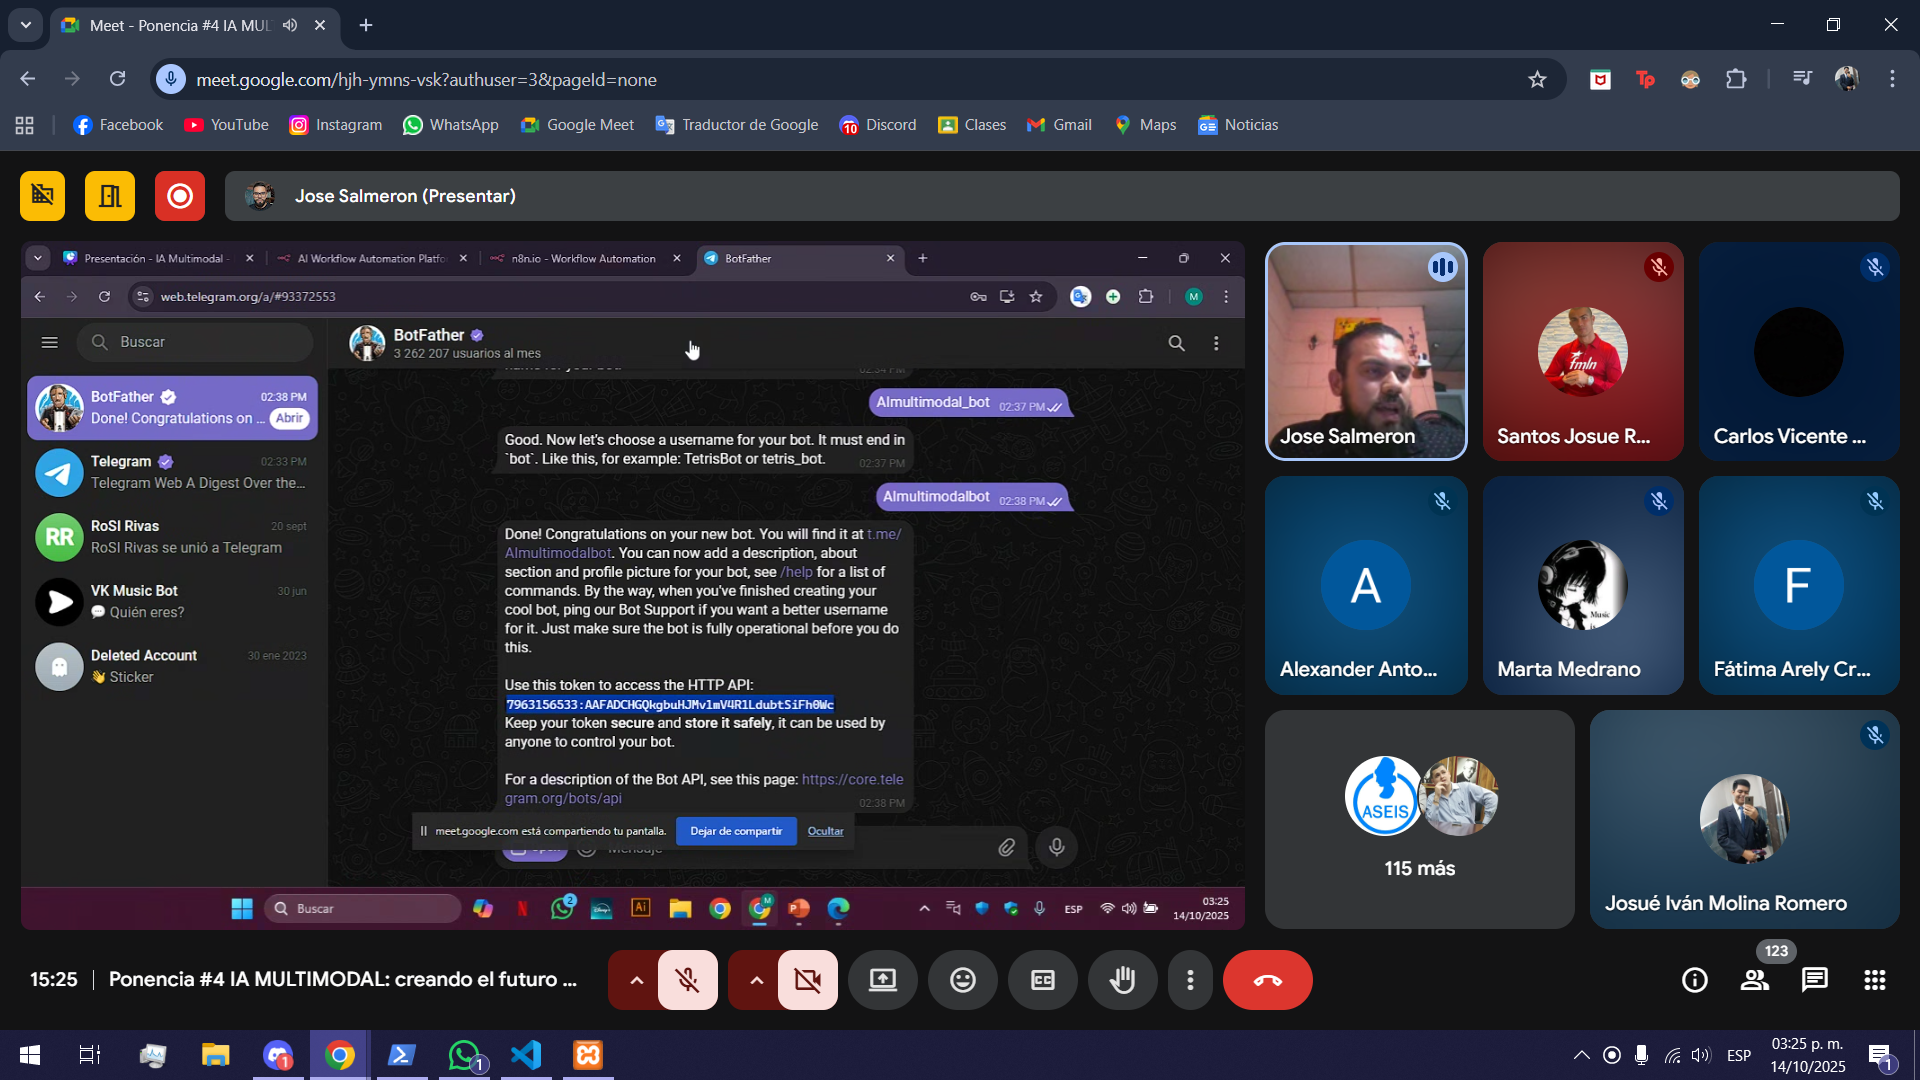 Meet - Ponencia #4 IA MUL
meet.google.com/hjh-ymns-vsk?authuser=3&pageId=none
Facebook
YouTube
Instagram
WhatsApp
Google Meet
Traductor de Google
10
Discord
Clases
Gmail
Maps
Noticias
Jose Salmeron (Presentar)
Presentación - IA Multimodal -
AI Workflow Automation Platfo
n8n.io - Workflow Automation
BotFather
web.telegram.org/a/#93372553
M
Buscar
BotFather
3 262 207 usuarios al mes
BotFather
02:38 PM
Done! Congratulations on ...
Abrir
Telegram
02:33 PM
Telegram Web A Digest Over the...
RR
RoSI Rivas
20 sept
RoSI Rivas se unió a Telegram
VK Music Bot
30 jun
Quién eres?
Deleted Account
30 ene 2023
Sticker
AImultimodal_bot 02:37 PM
Good. Now let's choose a username for your bot. It must end in
`bot`. Like this, for example: TetrisBot or tetris_bot.
02:37 PM
AImultimodalbot 02:38 PM
Done! Congratulations on your new bot. You will find it at t.me/
AImultimodalbot. You can now add a description, about
section and profile picture for your bot, see /help for a list of
commands. By the way, when you've finished creating your
cool bot, ping our Bot Support if you want a better username
for it. Just make sure the bot is fully operational before you do
this.
Use this token to access the HTTP API:
7963156533:AAFADCHGQkgbuHJMv1mV4R1LdubtSiFh0Wc
Keep your token secure and store it safely, it can be used by
anyone to control your bot.
For a description of the Bot API, see this page: https://core.tele
gram.org/bots/api
02:38 PM
meet.google.com está compartiendo tu pantalla.
Dejar de compartir
Ocultar
Buscar
2
Ai
M
ESP
03:25
14/10/2025
Jose Salmeron
fmln
Santos Josue R...
Carlos Vicente ...
A
Alexander Anto...
Music
Marta Medrano
F
Fátima Arely Cr...
ASEIS
115 más
Josué Iván Molina Romero
15:25
Ponencia #4 IA MULTIMODAL: creando el futuro ...
123
1
1
ESP
03:25 p. m.
14/10/2025
1